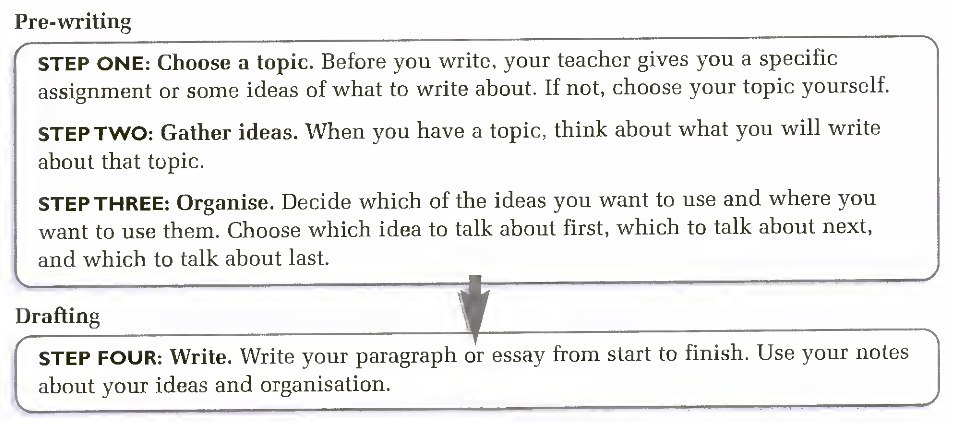 Pre-writing
STEP ONE: Choose a topic. Before you write, your teacher gives you a specific
assignment or some ideas of what to write about. If not, choose your topic yourself.
STEP TWO: Gather ideas. When you have a topic, think about what you will write
about that topic.
STEP THREE: Organise. Decide which of the ideas you want to use and where you
want to use them. Choose which idea to talk about first, which to talk about next,
and which to talk about last.
Drafting
STEP FOUR: Write. Write your paragraph or essay from start to finish. Use your notes
about your ideas and organisation.